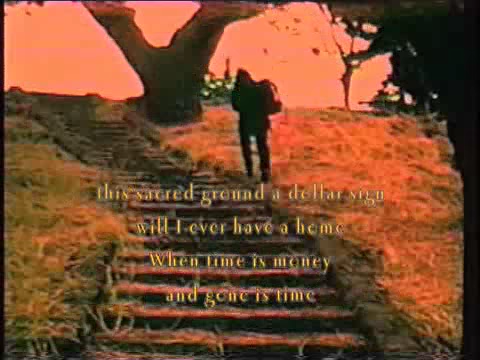 this sacred ground a dollar sign
will I ever have a home
When time is money
and gone is time